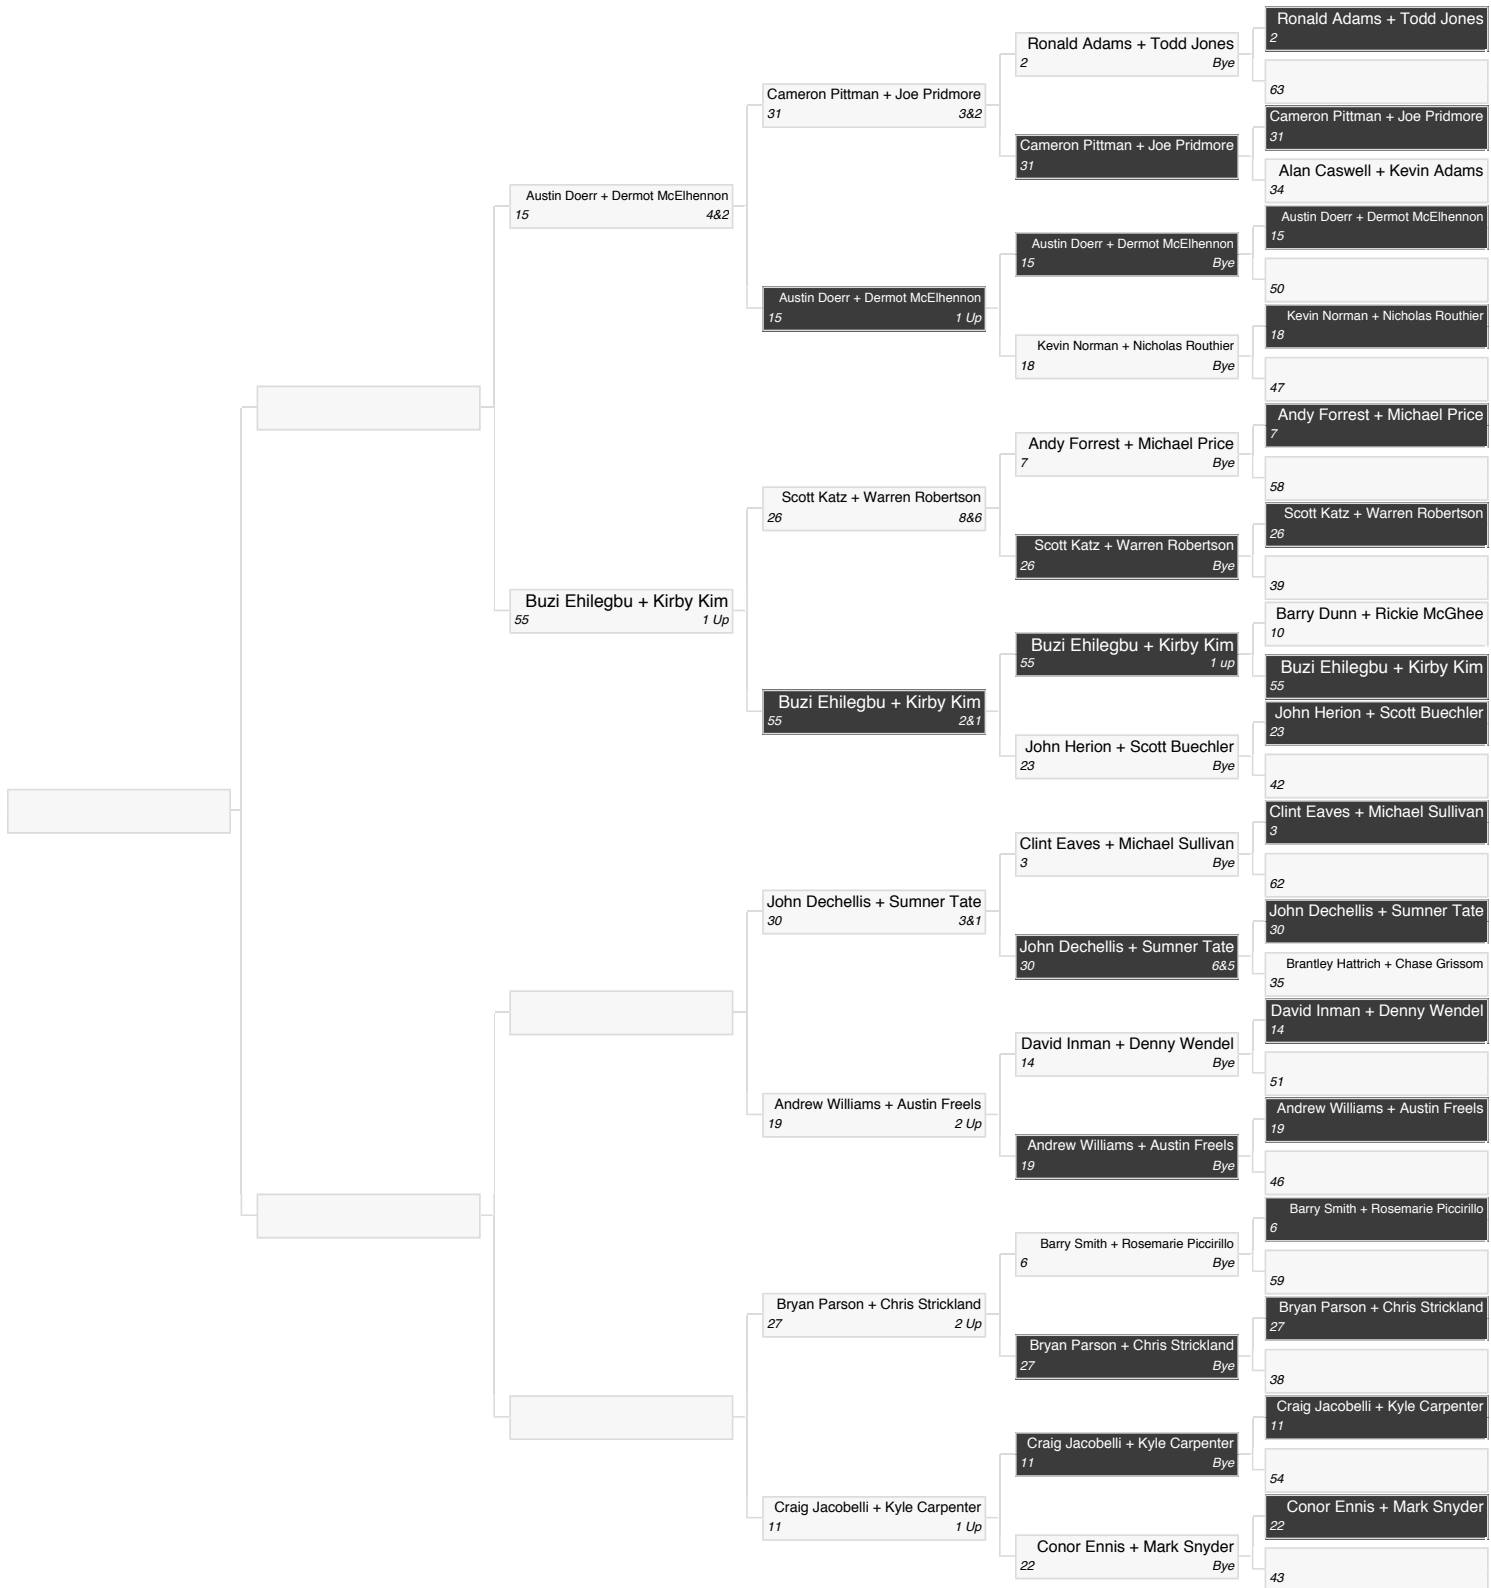 Ronald Adams + Todd Jones
2
63
Cameron Pittman + Joe Pridmore
31
Alan Caswell + Kevin Adams
34
Austin Doerr + Dermot McElhennon
15
50
Kevin Norman + Nicholas Routhier
18
47
Andy Forrest + Michael Price
7
58
Scott Katz + Warren Robertson
26
39
Barry Dunn + Rickie McGhee
10
Buzi Ehilegbu + Kirby Kim
55
John Herion + Scott Buechler
23
42
Clint Eaves + Michael Sullivan
3
62
John Dechellis + Sumner Tate
30
Brantley Hattrich + Chase Grissom
35
David Inman + Denny Wendel
14
51
Andrew Williams + Austin Freels
19
46
Barry Smith + Rosemarie Piccirillo
6
59
Bryan Parson + Chris Strickland
27
38
Craig Jacobelli + Kyle Carpenter
11
54
Conor Ennis + Mark Snyder
22
43
Ronald Adams + Todd Jones
2 Bye
Cameron Pittman + Joe Pridmore
31
Austin Doerr + Dermot McElhennon
15 Bye
Kevin Norman + Nicholas Routhier
18 Bye
Andy Forrest + Michael Price
7 Bye
Scott Katz + Warren Robertson
26 Bye
Buzi Ehilegbu + Kirby Kim
55 1 up
John Herion + Scott Buechler
23 Bye
Clint Eaves + Michael Sullivan
3 Bye
John Dechellis + Sumner Tate
30 6&5
David Inman + Denny Wendel
14 Bye
Andrew Williams + Austin Freels
19 Bye
Barry Smith + Rosemarie Piccirillo
6 Bye
Bryan Parson + Chris Strickland
27 Bye
Craig Jacobelli + Kyle Carpenter
11 Bye
Conor Ennis + Mark Snyder
22 Bye
Cameron Pittman + Joe Pridmore
31 3&2
Austin Doerr + Dermot McElhennon
15 1 Up
Scott Katz + Warren Robertson
26 8&6
Buzi Ehilegbu + Kirby Kim
55 2&1
John Dechellis + Sumner Tate
30 3&1
Andrew Williams + Austin Freels
19 2 Up
Bryan Parson + Chris Strickland
27 2 Up
Craig Jacobelli + Kyle Carpenter
11 1 Up
Austin Doerr + Dermot McElhennon
15 4&2
Buzi Ehilegbu + Kirby Kim
55 1 Up